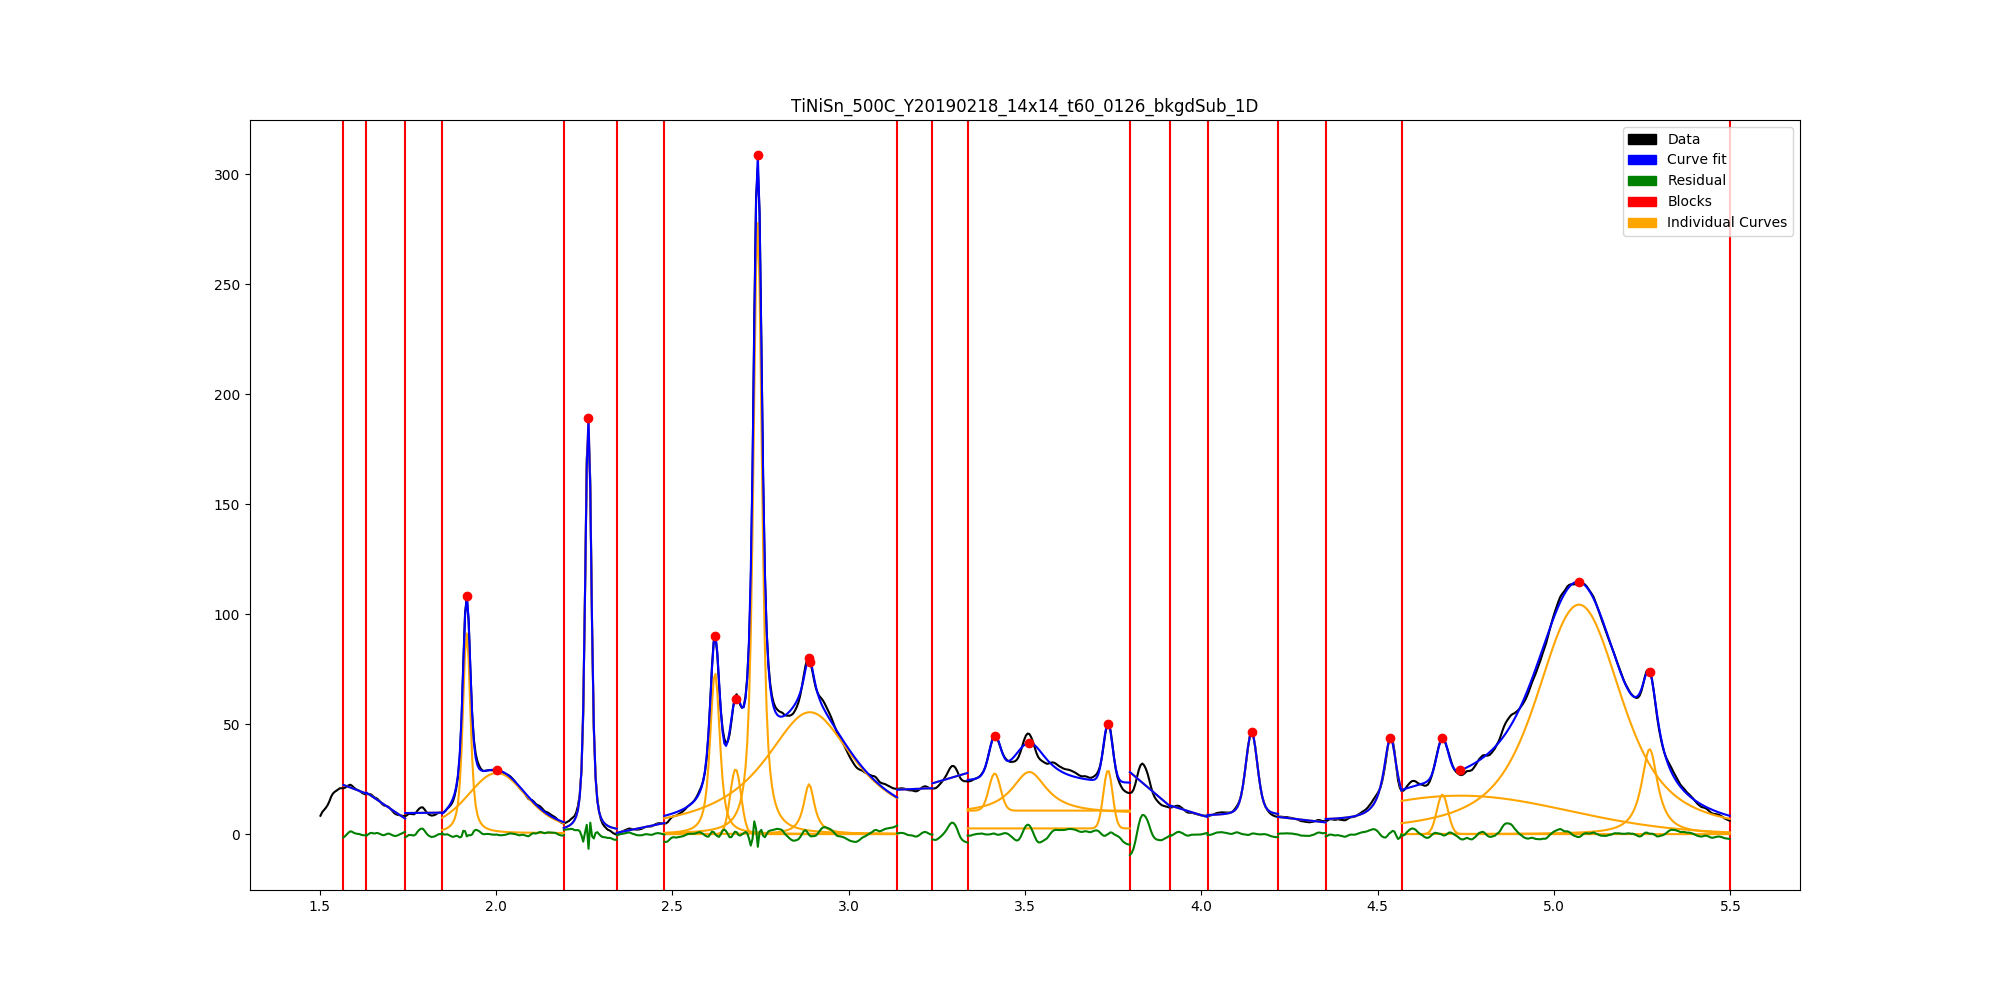 TiNiSn_500C_Y20190218_14x14_t60_0126_bkgdSub_1D
Data
Curve fit
Residual
Blocks
Individual Curves
300
250
200
150
100
50
0
1.5 2.0 2.5 3.0 3.5 4.0 4.5 5.0 5.5